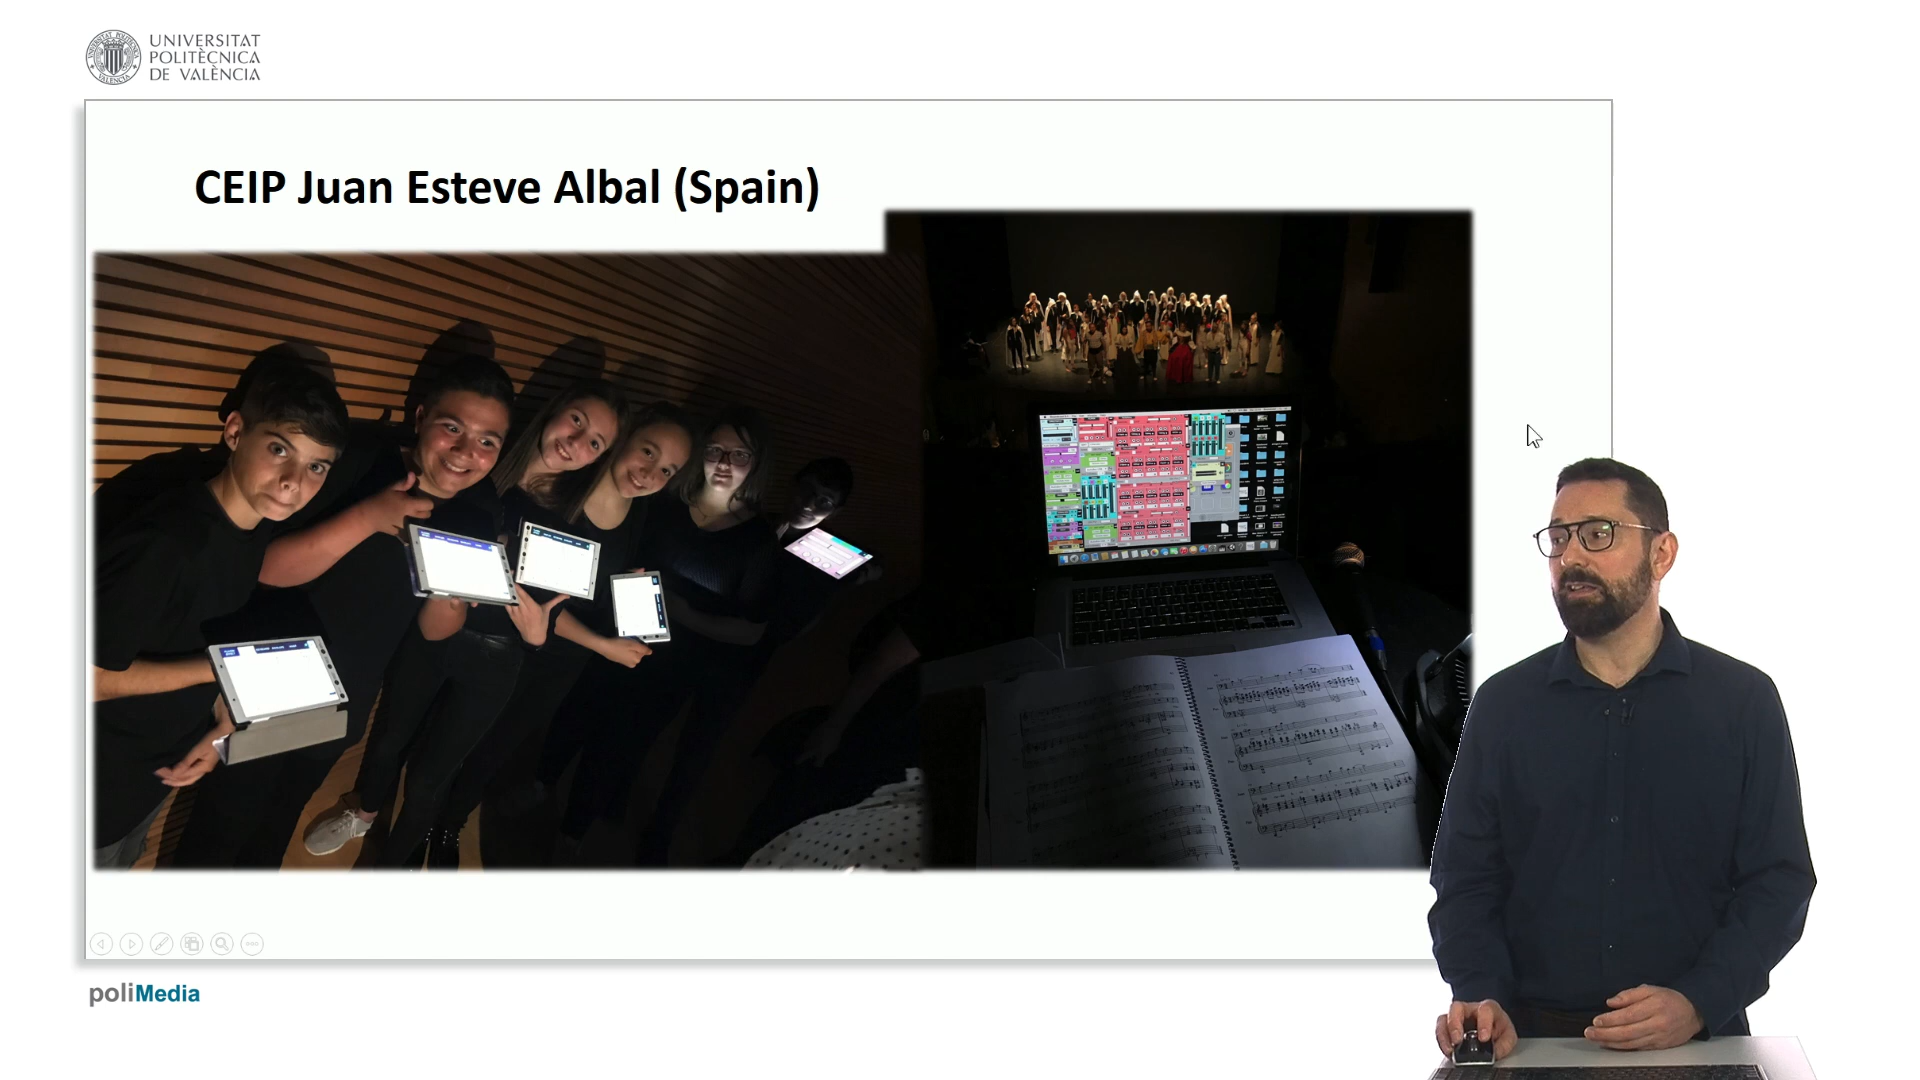 UNIVERSITAT
POLITÈCNICA
DE VALÈNCIA
CEIP Juan Esteve Albal (Spain)
poliMedia